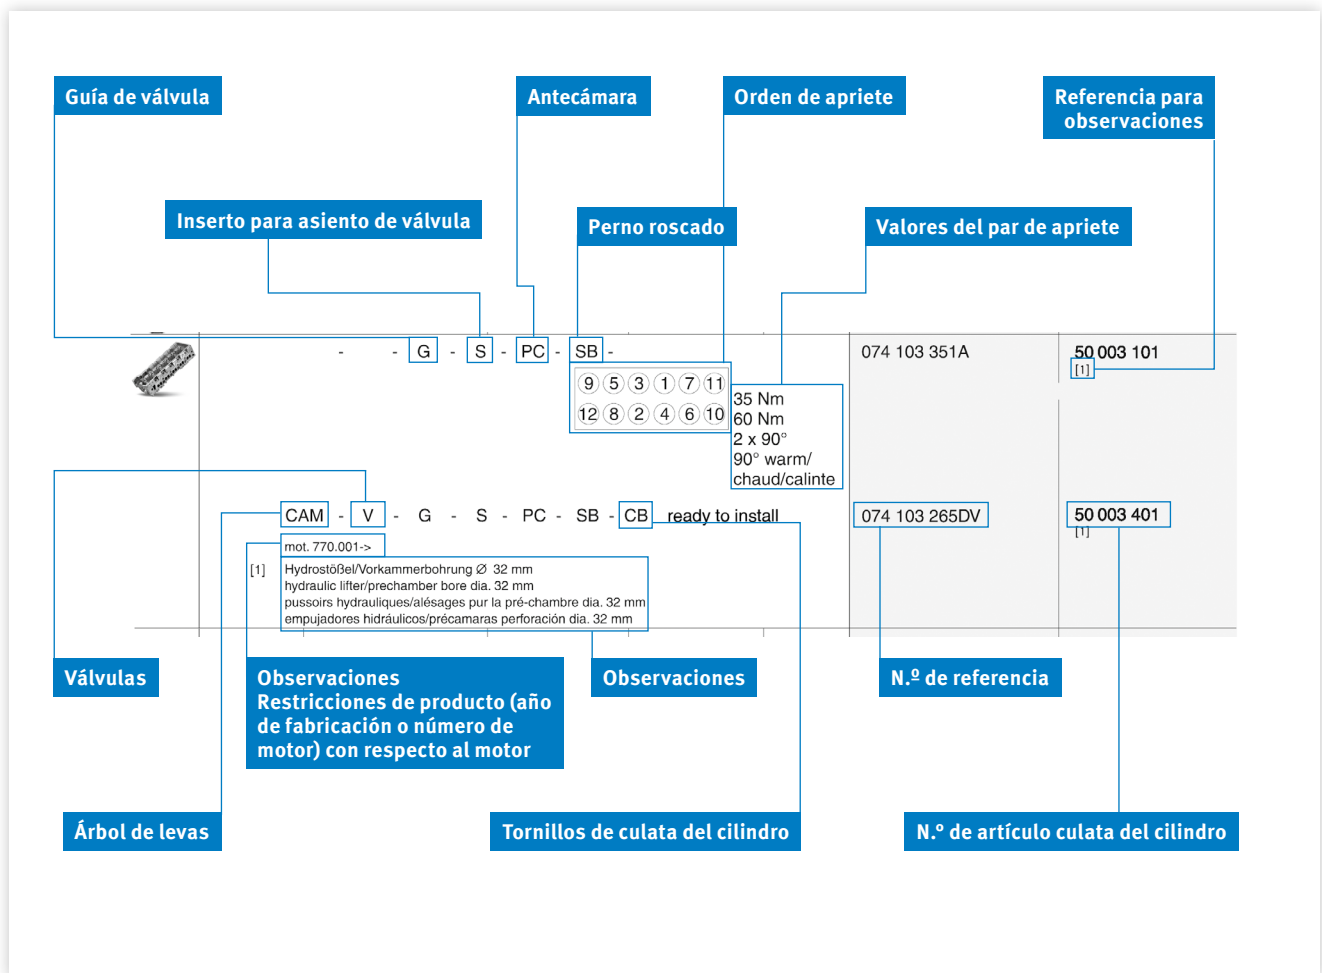 Guía de válvula
Antecámara
Orden de apriete
Referencia para
observaciones
Inserto para asiento de válvula
Perno roscado
Valores del par de apriete
- - G - S - PC - SB -
074 103 351A
50 003 101
[1]
9 5 3 1 7 11
12 8 2 4 6 10
35 Nm
60 Nm
2 x 90°
90° warm/
chaud/calinte
CAM - V - G - S - PC - SB - CB ready to install
074 103 265DV
50 003 401
[1]
mot. 770.001->
[1] Hydrostößel/Vorkammerbohrung Ø 32 mm
hydraulic lifter/prechamber bore dia. 32 mm
pussoirs hydrauliques/alésages pur la pré-chambre dia. 32 mm
empujadores hidráulicos/précamaras perforación dia. 32 mm
Válvulas
Observaciones
Restricciones de producto (año
de fabricación o número de
motor) con respecto al motor
Observaciones
N.º de referencia
Árbol de levas
Tornillos de culata del cilindro
N.° de artículo culata del cilindro